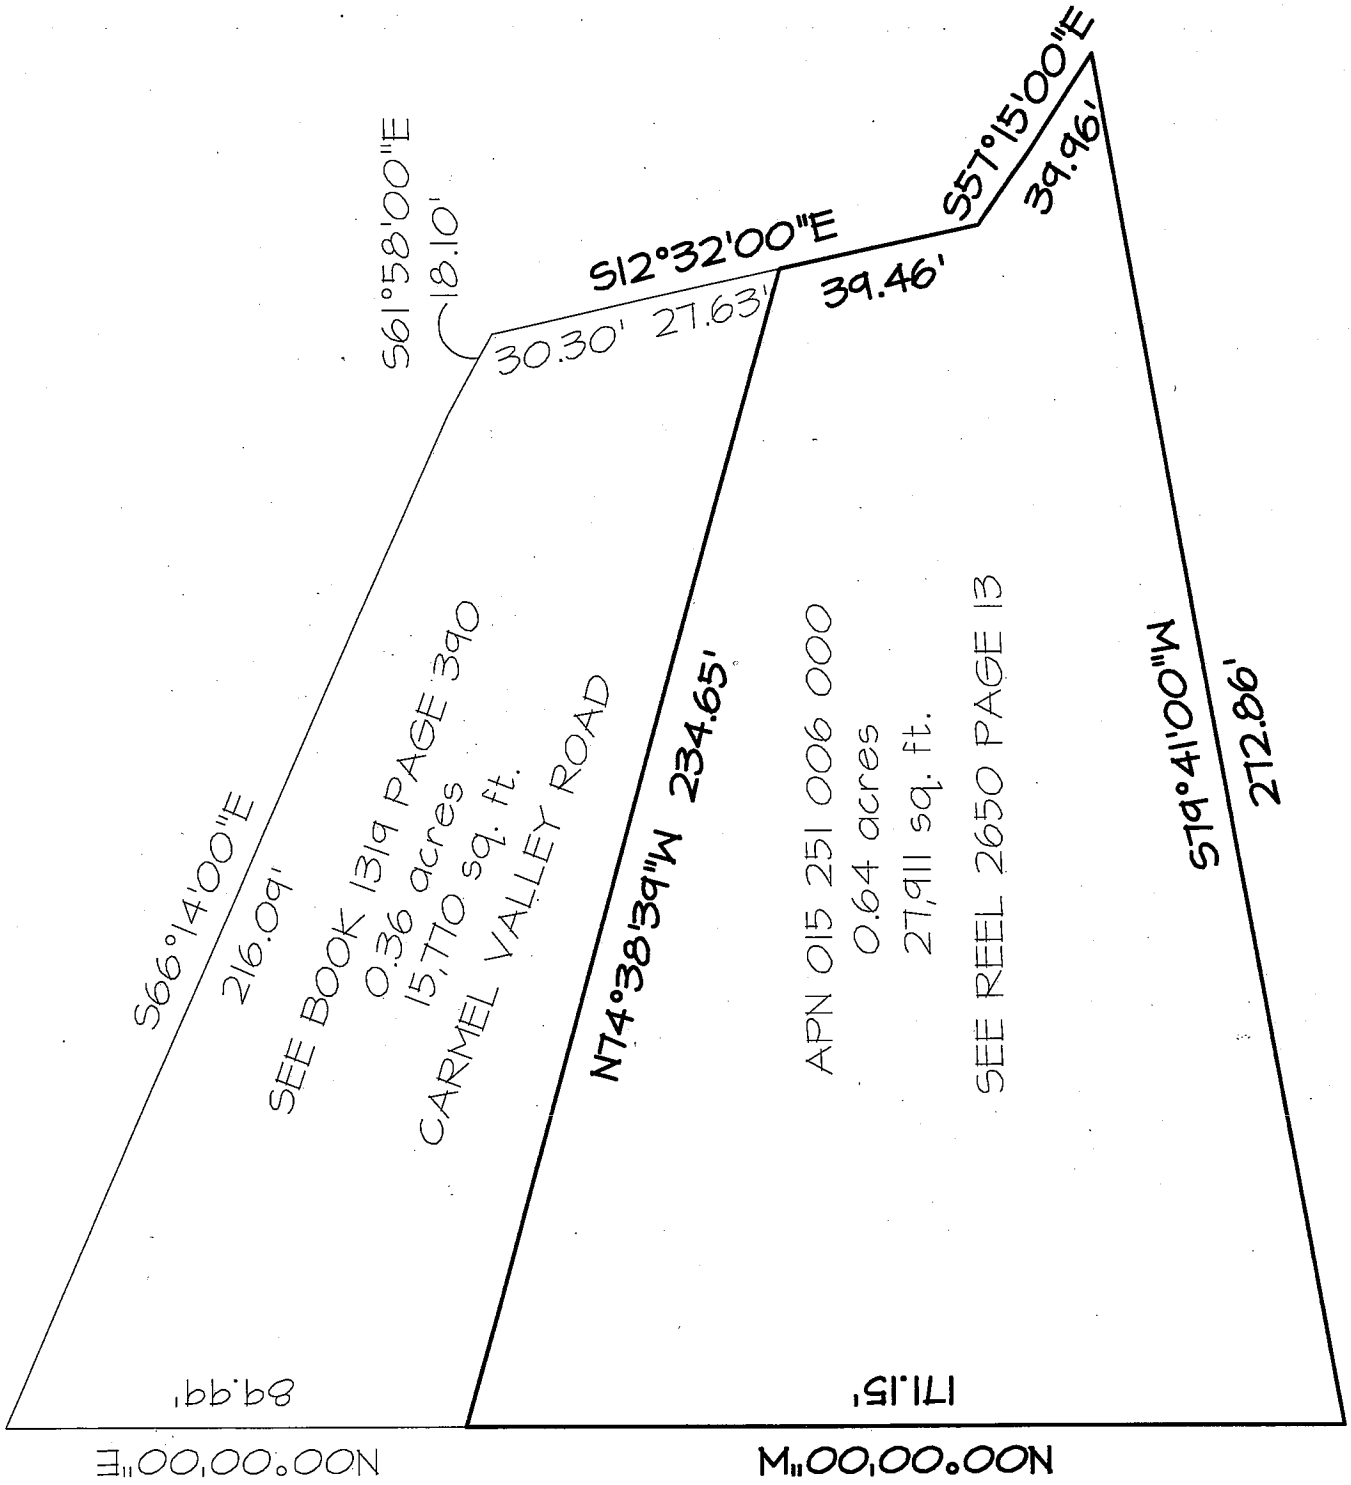 S61°58'00"E
18.10'
S12°32'00"E
30.30' 27.63'
39.46'
S57°15'00"E
39.96'
S66°14'00"E
216.09'
SEE BOOK 1319 PAGE 390
0.36 acres
15,770 sq. ft.
CARMEL VALLEY ROAD
N74°38'39"W 234.65'
APN 015 251 006 000
0.64 acres
27,911 sq. ft.
SEE REEL 2650 PAGE 13
S79°41'00"W
272.86'
89.99'
N00°00'00"E
171.15'
N00°00'00"W